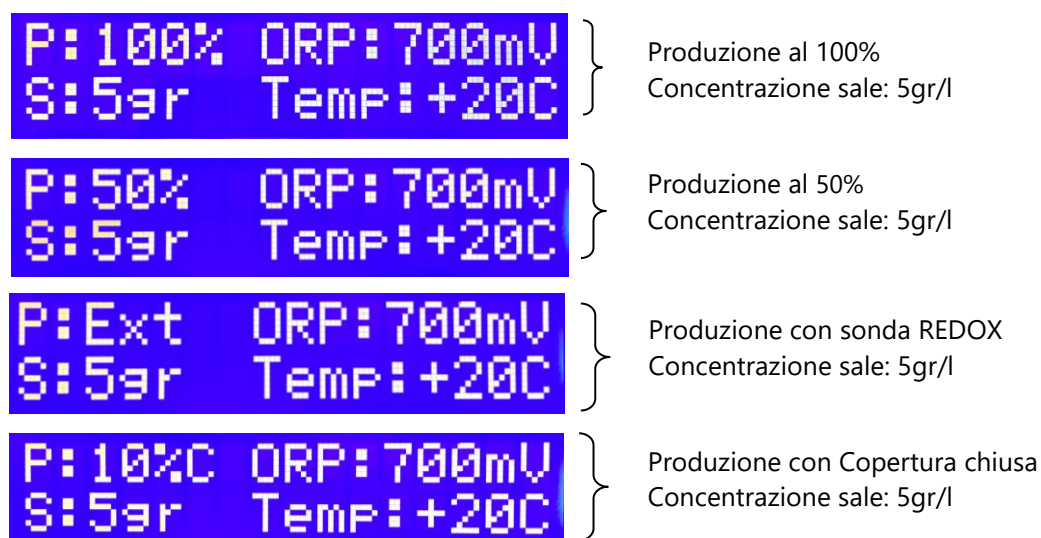 P:100% ORP:700mV
S:5gr Temp:+20C
Produzione al 100%
Concentrazione sale: 5gr/l
P:50% ORP:700mV
S:5gr Temp:+20C
Produzione al 50%
Concentrazione sale: 5gr/l
P:Ext ORP:700mV
S:5gr Temp:+20C
Produzione con sonda REDOX
Concentrazione sale: 5gr/l
P:10%C ORP:700mV
S:5gr Temp:+20C
Produzione con Copertura chiusa
Concentrazione sale: 5gr/l